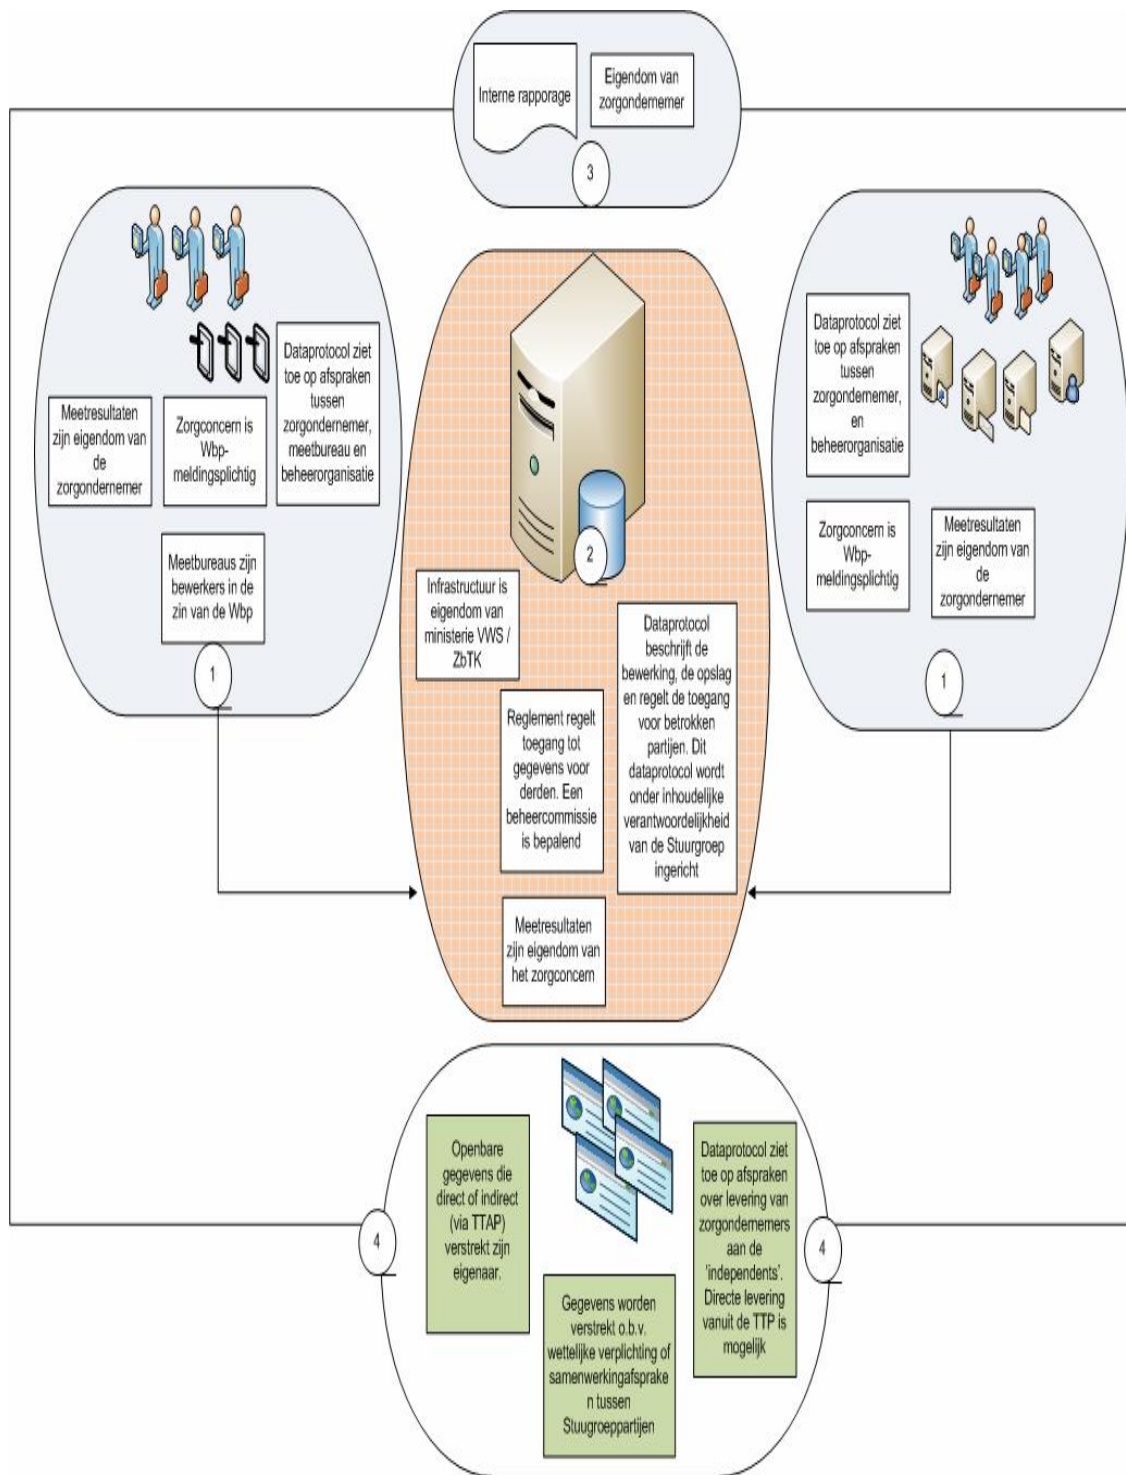 Interne rapporage
Eigendom van
zorgondernemer
3
Dataprotocol ziet
toe op afspraken
tussen
zorgondernemer,
meetbureau en
beheerorganisatie
Meetresultaten
zijn eigendom van
de
zorgondernemer
Zorgconcern is
Wbp-
meldingsplichtig
Meetbureaus zijn
bewerkers in de
zin van de Wbp
1
2
Infrastructuur is
eigendom van
ministerie VWS /
ZbTK
Dataprotocol
beschrijft de
bewerking, de opslag
en regelt de toegang
voor betrokken
partijen. Dit
dataprotocol wordt
onder inhoudelijke
verantwoordelijkheid
van de Stuurgroep
ingericht
Reglement regelt
toegang tot
gegevens voor
derden. Een
beheercommissie
is bepalend
Meetresultaten
zijn eigendom van
het zorgconcern
Dataprotocol ziet
toe op afspraken
tussen
zorgondernemer,
en
beheerorganisatie
Zorgconcern is
Wbp-
meldingsplichtig
Meetresultaten
zijn eigendom van
de
zorgondernemer
1
4
Openbare
gegevens die
direct of indirect
(via TTAP)
verstrekt zijn
eigenaar.
Gegevens worden
verstrekt o.b.v.
wettelijke verplichting of
samenwerkingafsprake
n tussen
Stuugroeppartijen
Dataprotocol ziet
toe op afspraken
over levering van
zorgondernemers
aan de
'independents'.
Directe levering
vanuit de TTP is
mogelijk
4